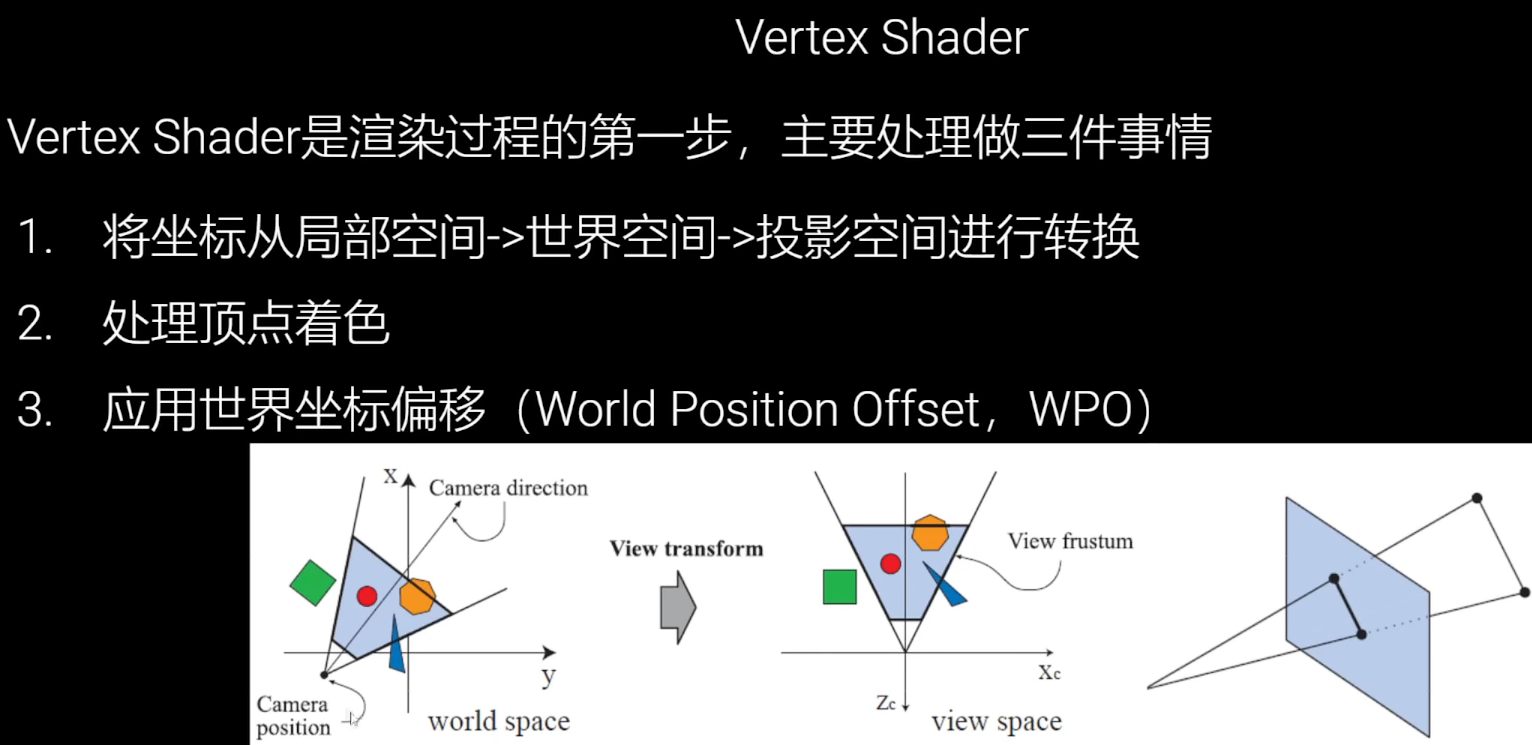 Vertex Shader
Vertex Shader是渲染过程的第一步，主要处理做三件事情
1. 将坐标从局部空间->世界空间->投影空间进行转换
2. 处理顶点着色
3. 应用世界坐标偏移（World Position Offset，WPO）
X
Camera direction
y
Camera
position
world space
View transform
View frustum
Xc
Zc
view space